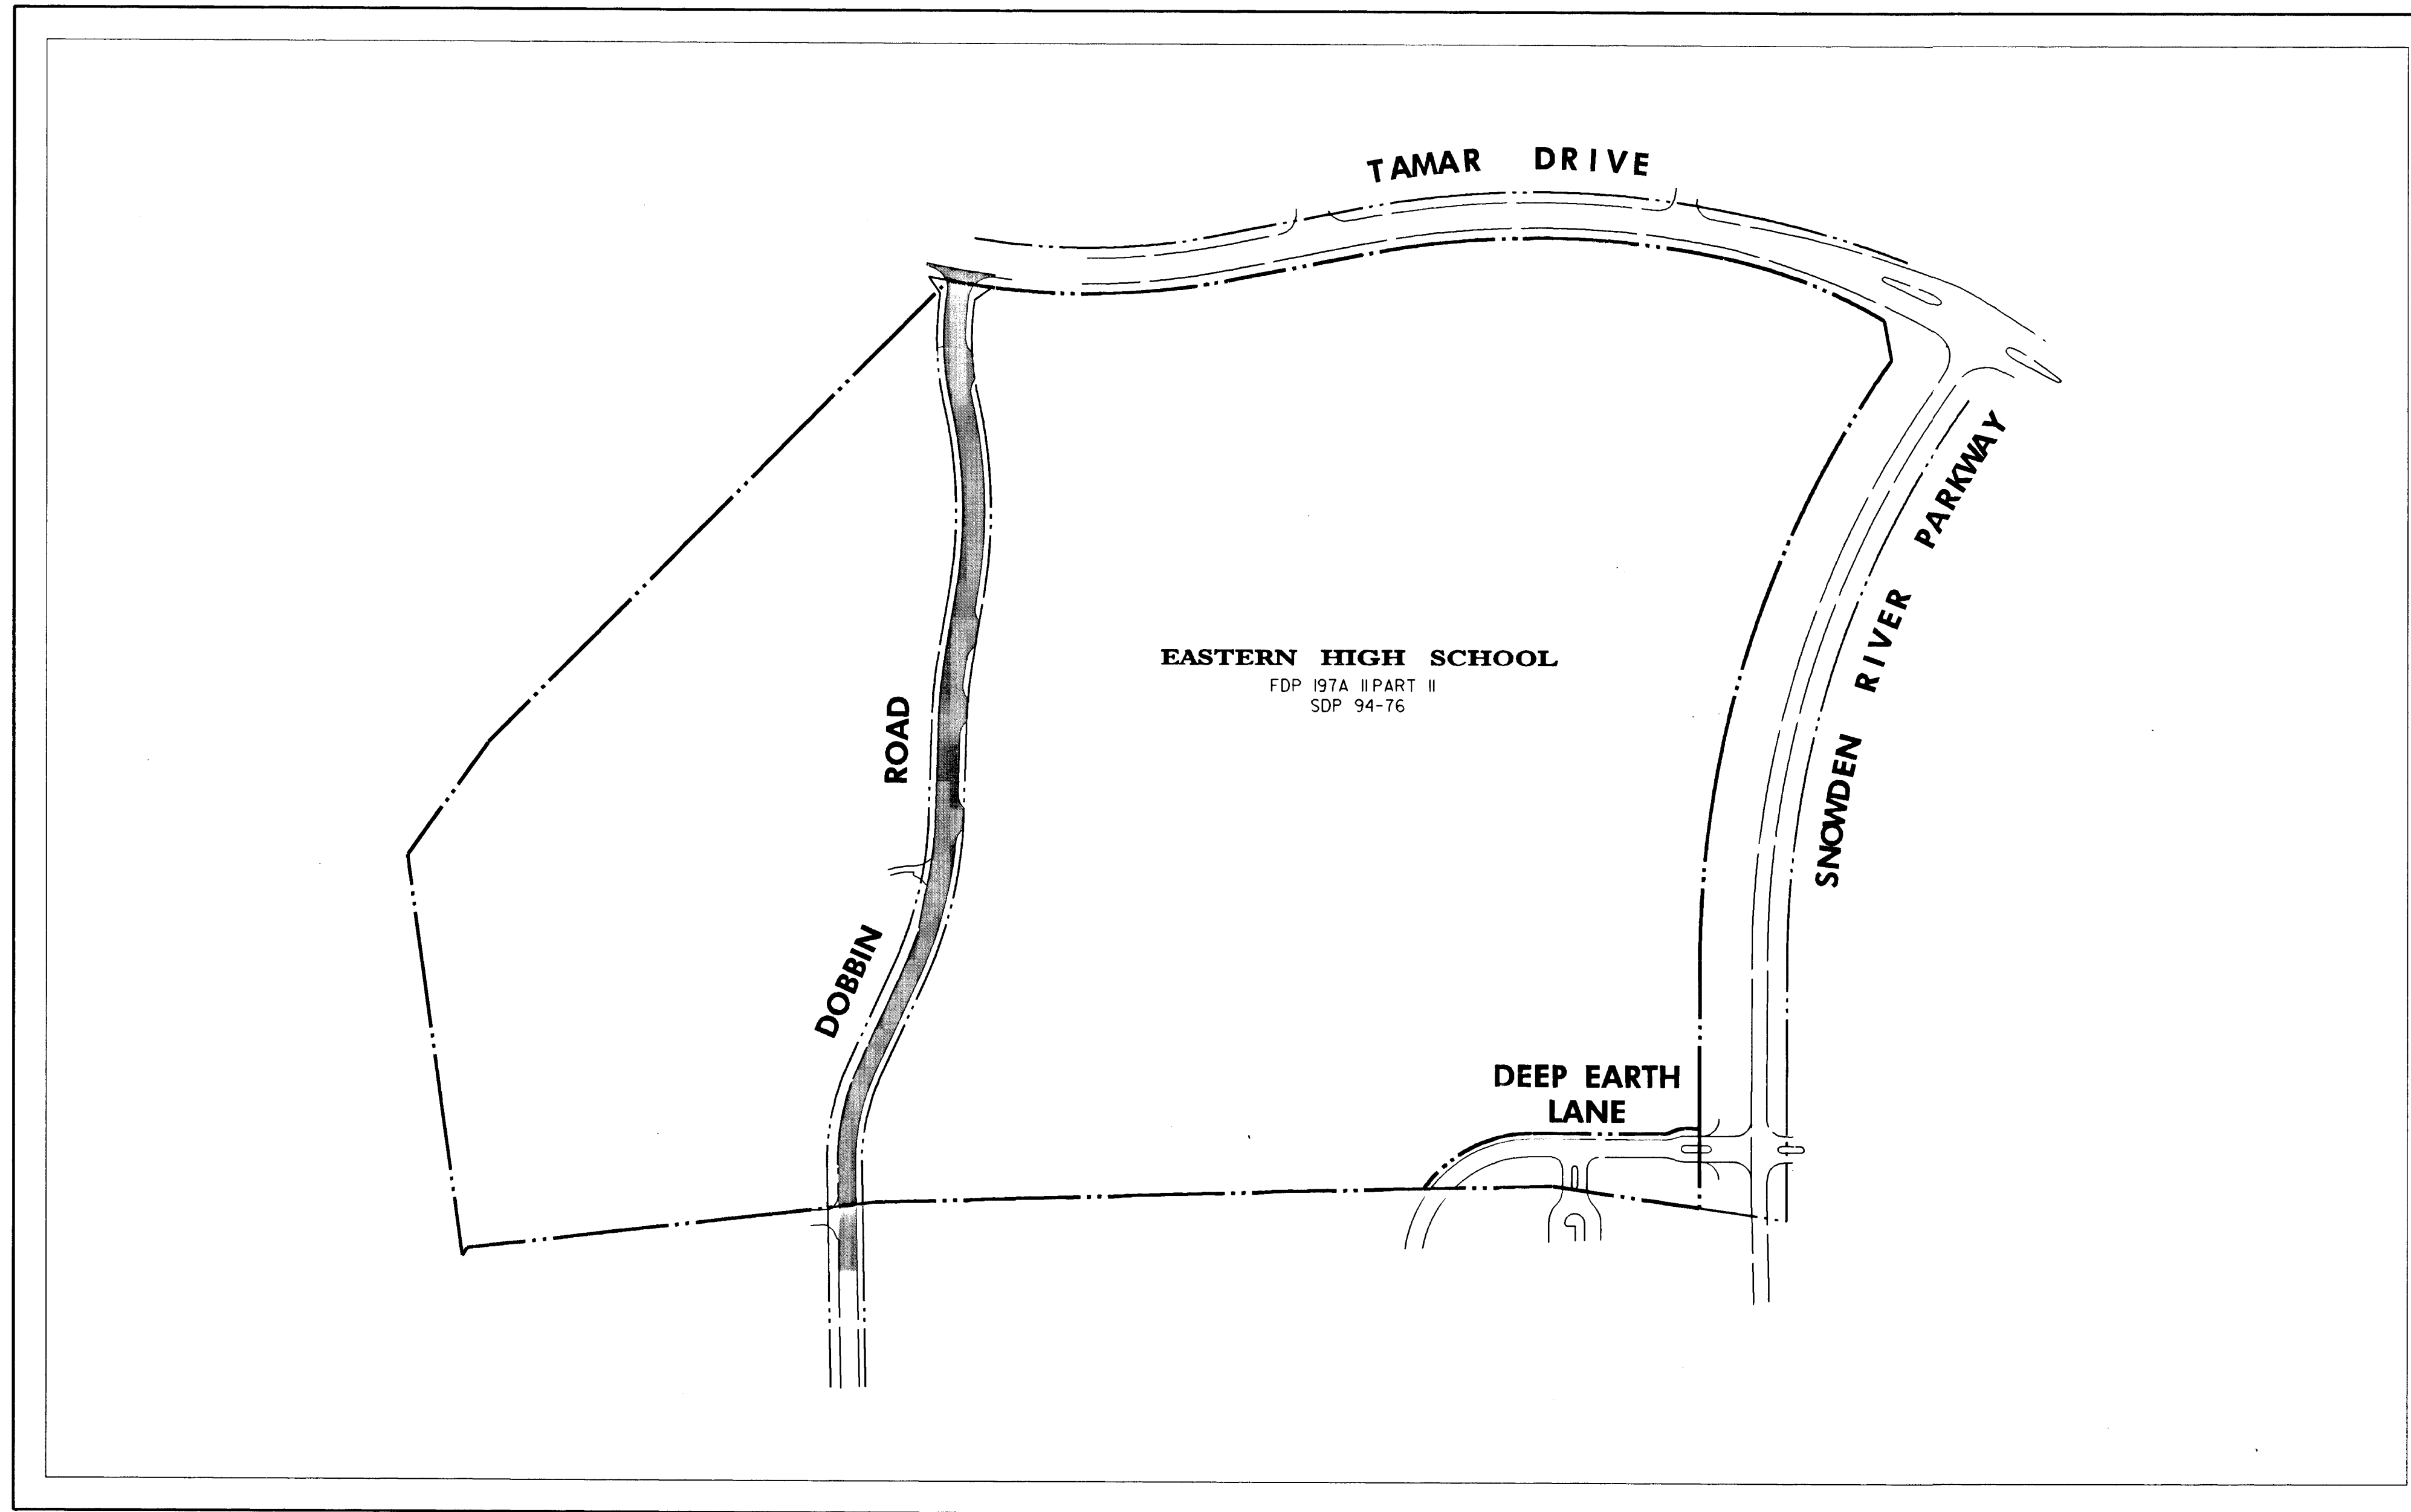 TAMAR DRIVE
SNOWDEN RIVER PARKWAY
EASTERN HIGH SCHOOL
FDP 197A II PART II
SDP 94-76
DOBBIN ROAD
DEEP EARTH
LANE